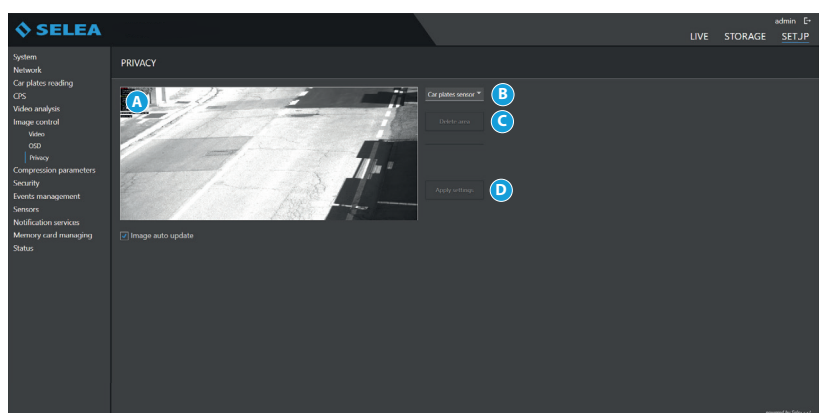 SELEA
admin
LIVE STORAGE SETUP
System
Network
Car plates reading
CPS
Video analysis
Image control
Video
OSD
Privacy
Compression parameters
Security
Events management
Sensors
Notification services
Memory card managing
Status
PRIVACY
A
Car plates sensor
B
Delete area
C
Apply settings
D
Image auto update